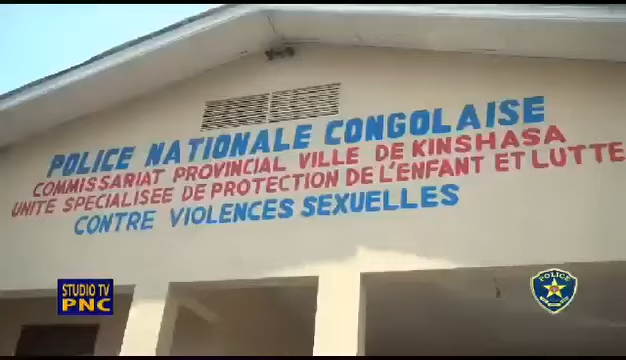 POLICE NATIONALE CONGOLAISE
COMMISSARIAT PROVINCIAL VILLE DE KINSHASA
UNITE SPECIALISEE DE PROTECTION DE L'ENFANT ET LUTTE
CONTRE VIOLENCES SEXUELLES
STUDIO TV
PNC
POLICE